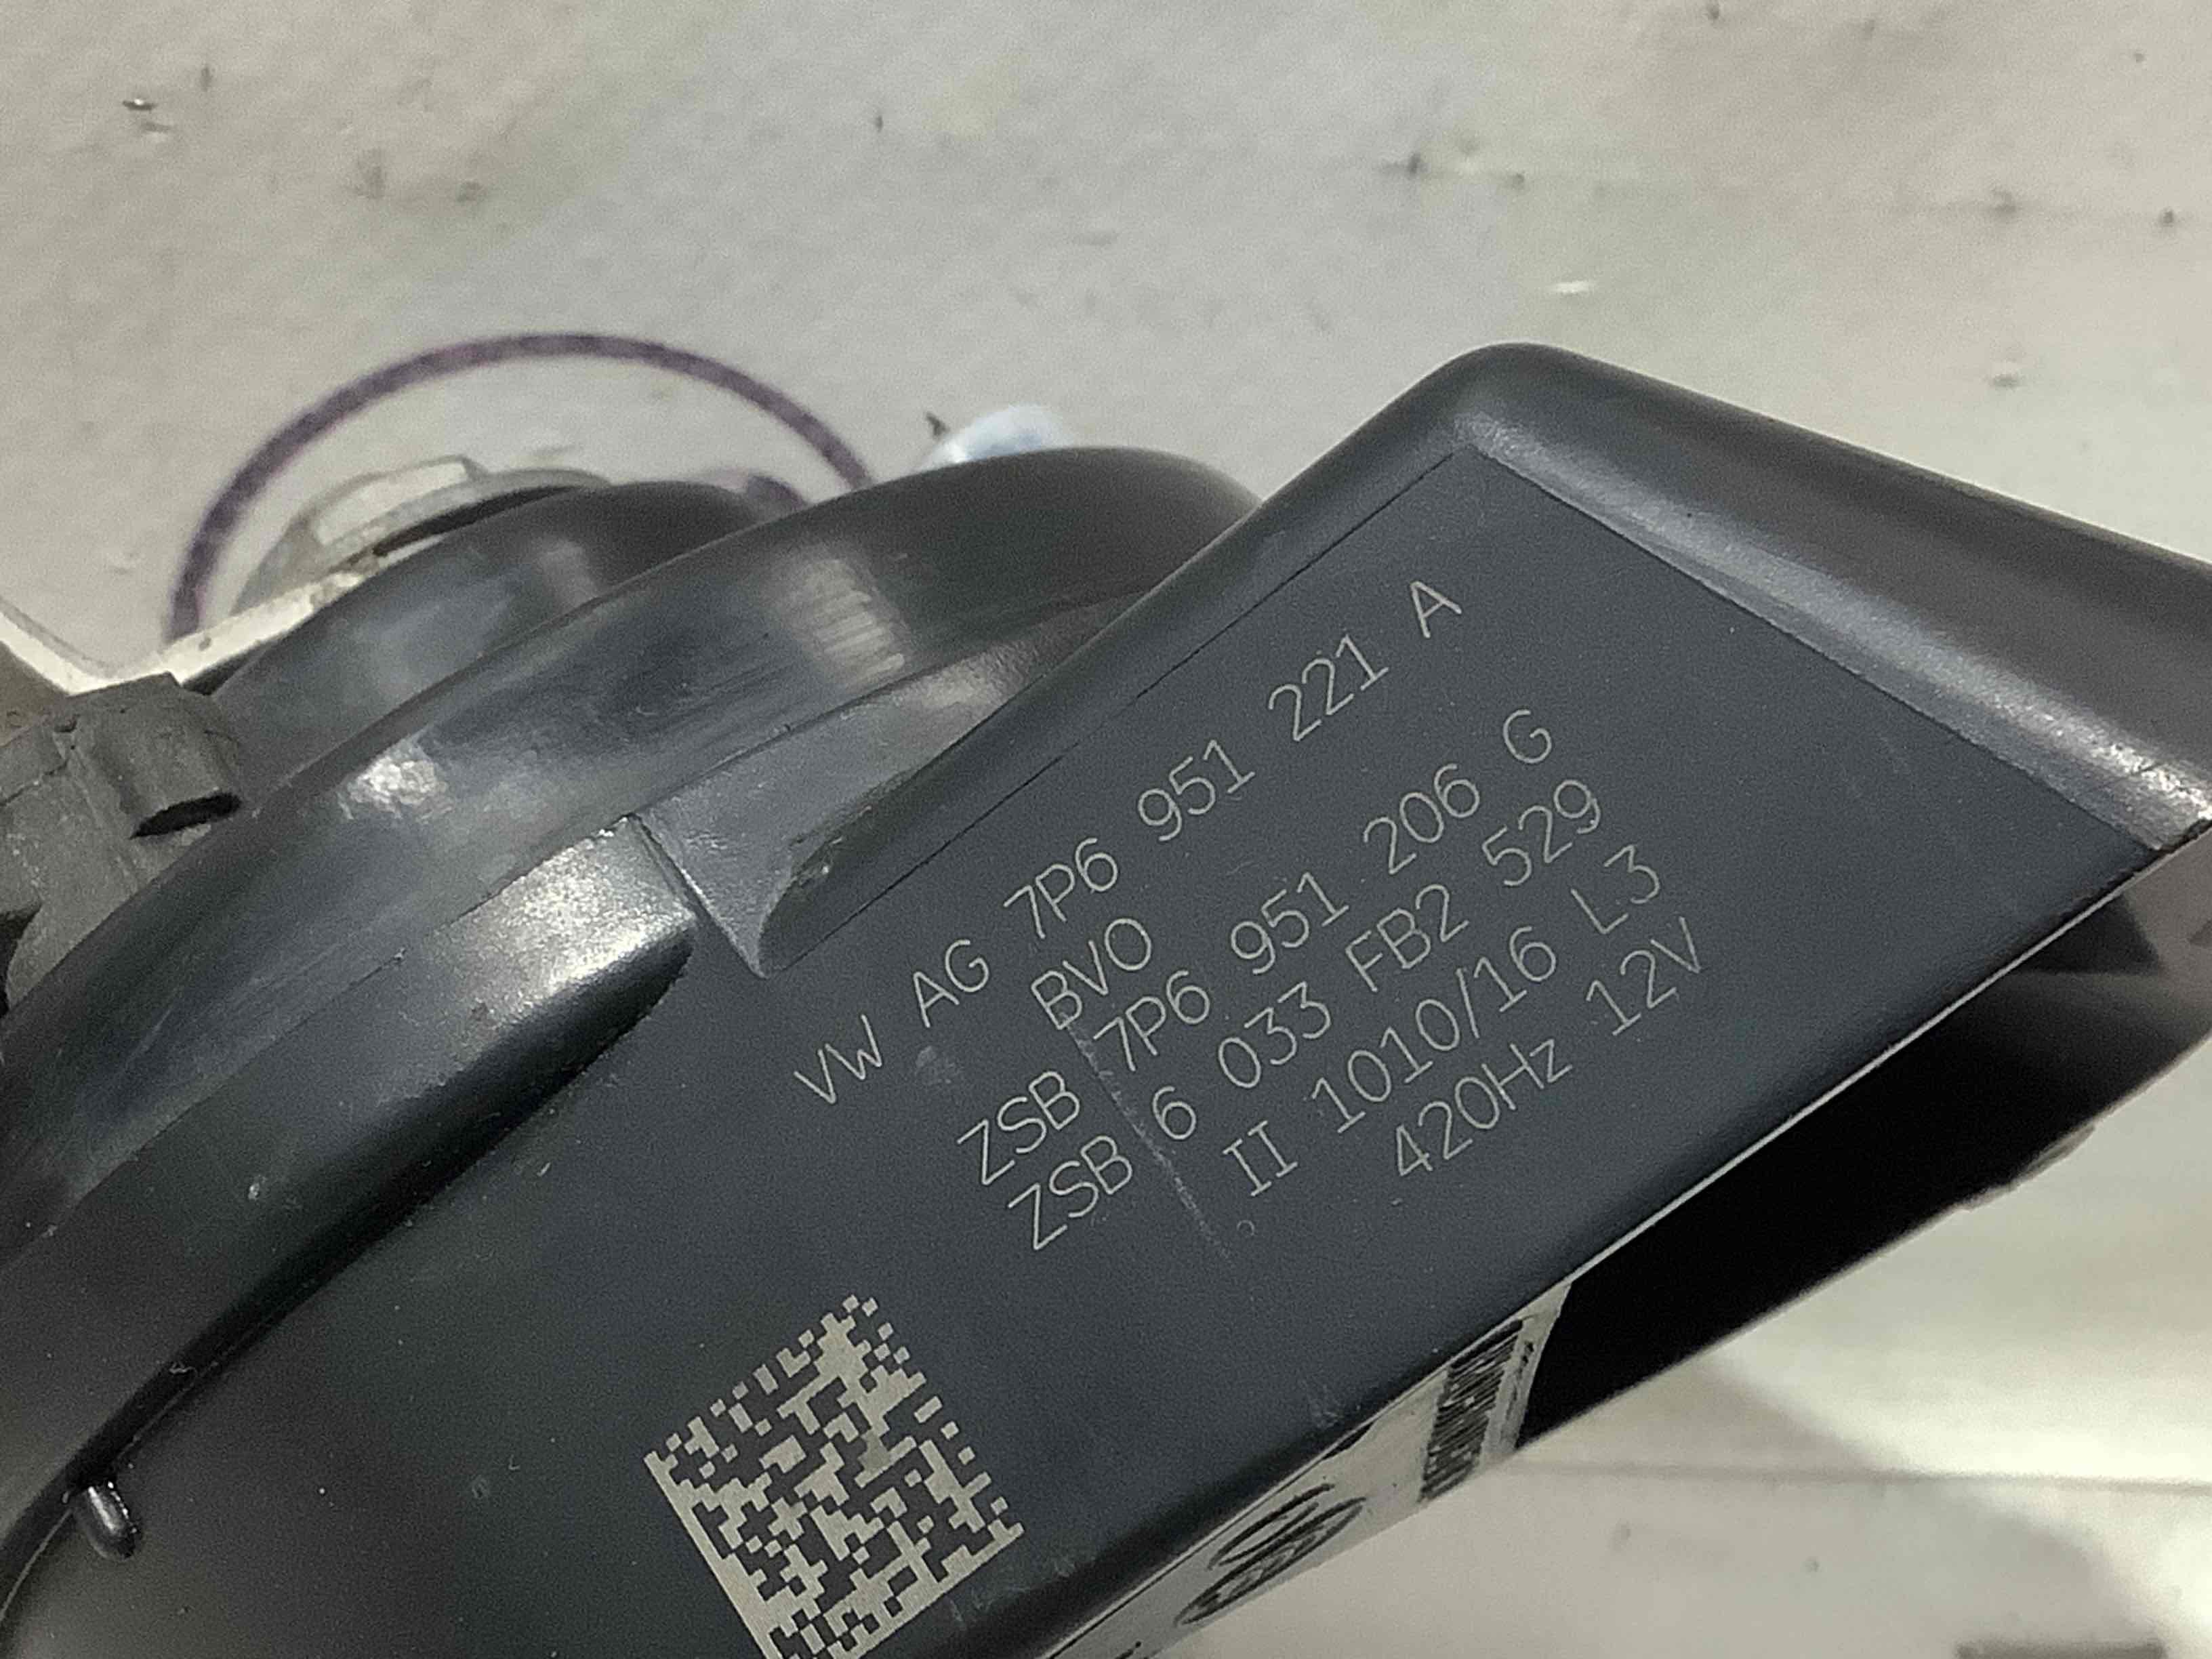 VW AG 7P6 951 221 A
BVO
ZSB 7P6 951 206 G
ZSB 6 033 FB2 529
II 1010/16 L3
420Hz 12V